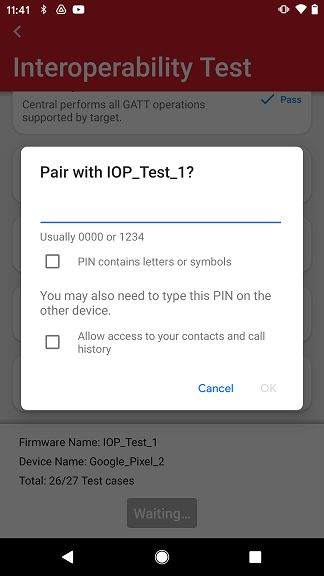 11:41
Interoperability Test
Central performs all GATT operations
supported by target.
Pass
Pair with IOP_Test_1?
Usually 0000 or 1234
PIN contains letters or symbols
You may also need to type this PIN on the
other device.
Allow access to your contacts and call
history
Cancel
OK
Firmware Name: IOP_Test_1
Device Name: Google_Pixel_2
Total: 26/27 Test cases
Waiting...